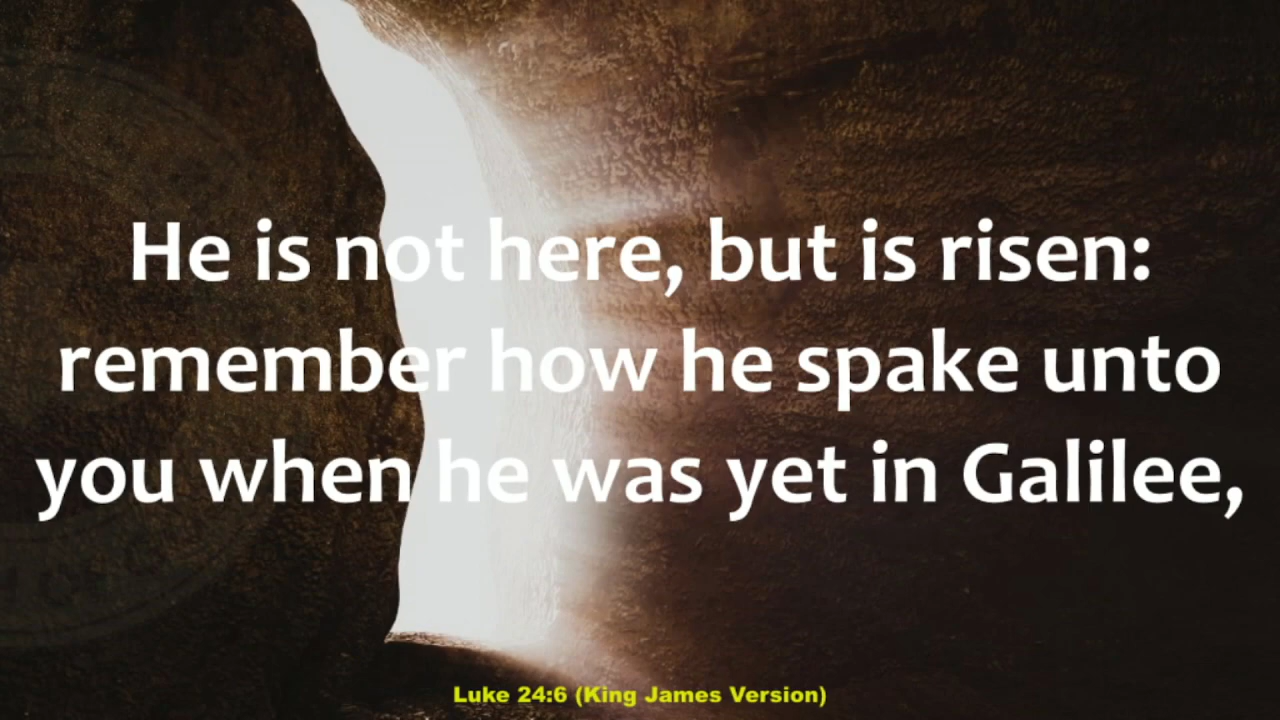 He is not here, but is risen:
remember how he spake unto
you when he was yet in Galilee,
Luke 24:6 (King James Version)